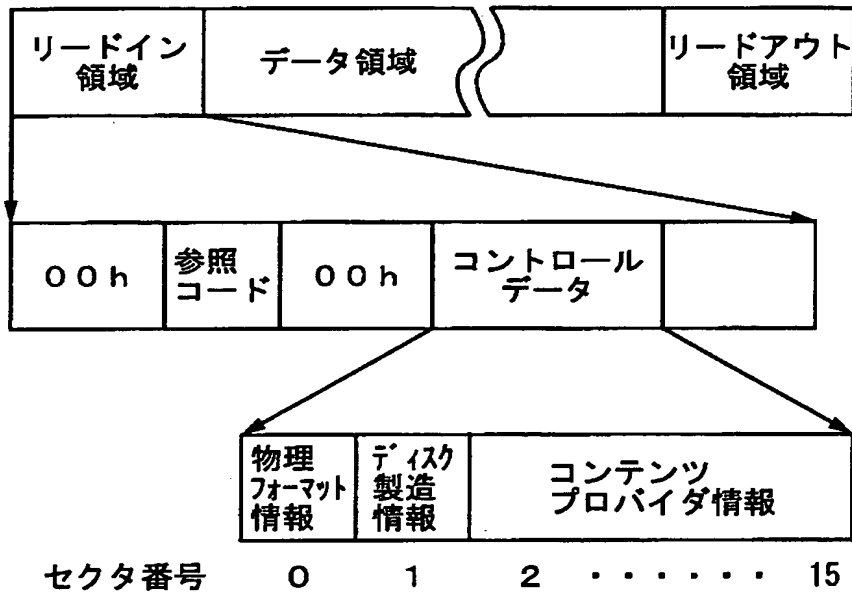 リードイン
領域
データ領域
リードアウト
領域
００ｈ
参照
コード
００ｈ
コントロール
データ
物理
フォーマット
情報
ディスク
製造
情報
コンテンツ
プロバイダ情報
セクタ番号 0 1 2 ・・・・・・ 15